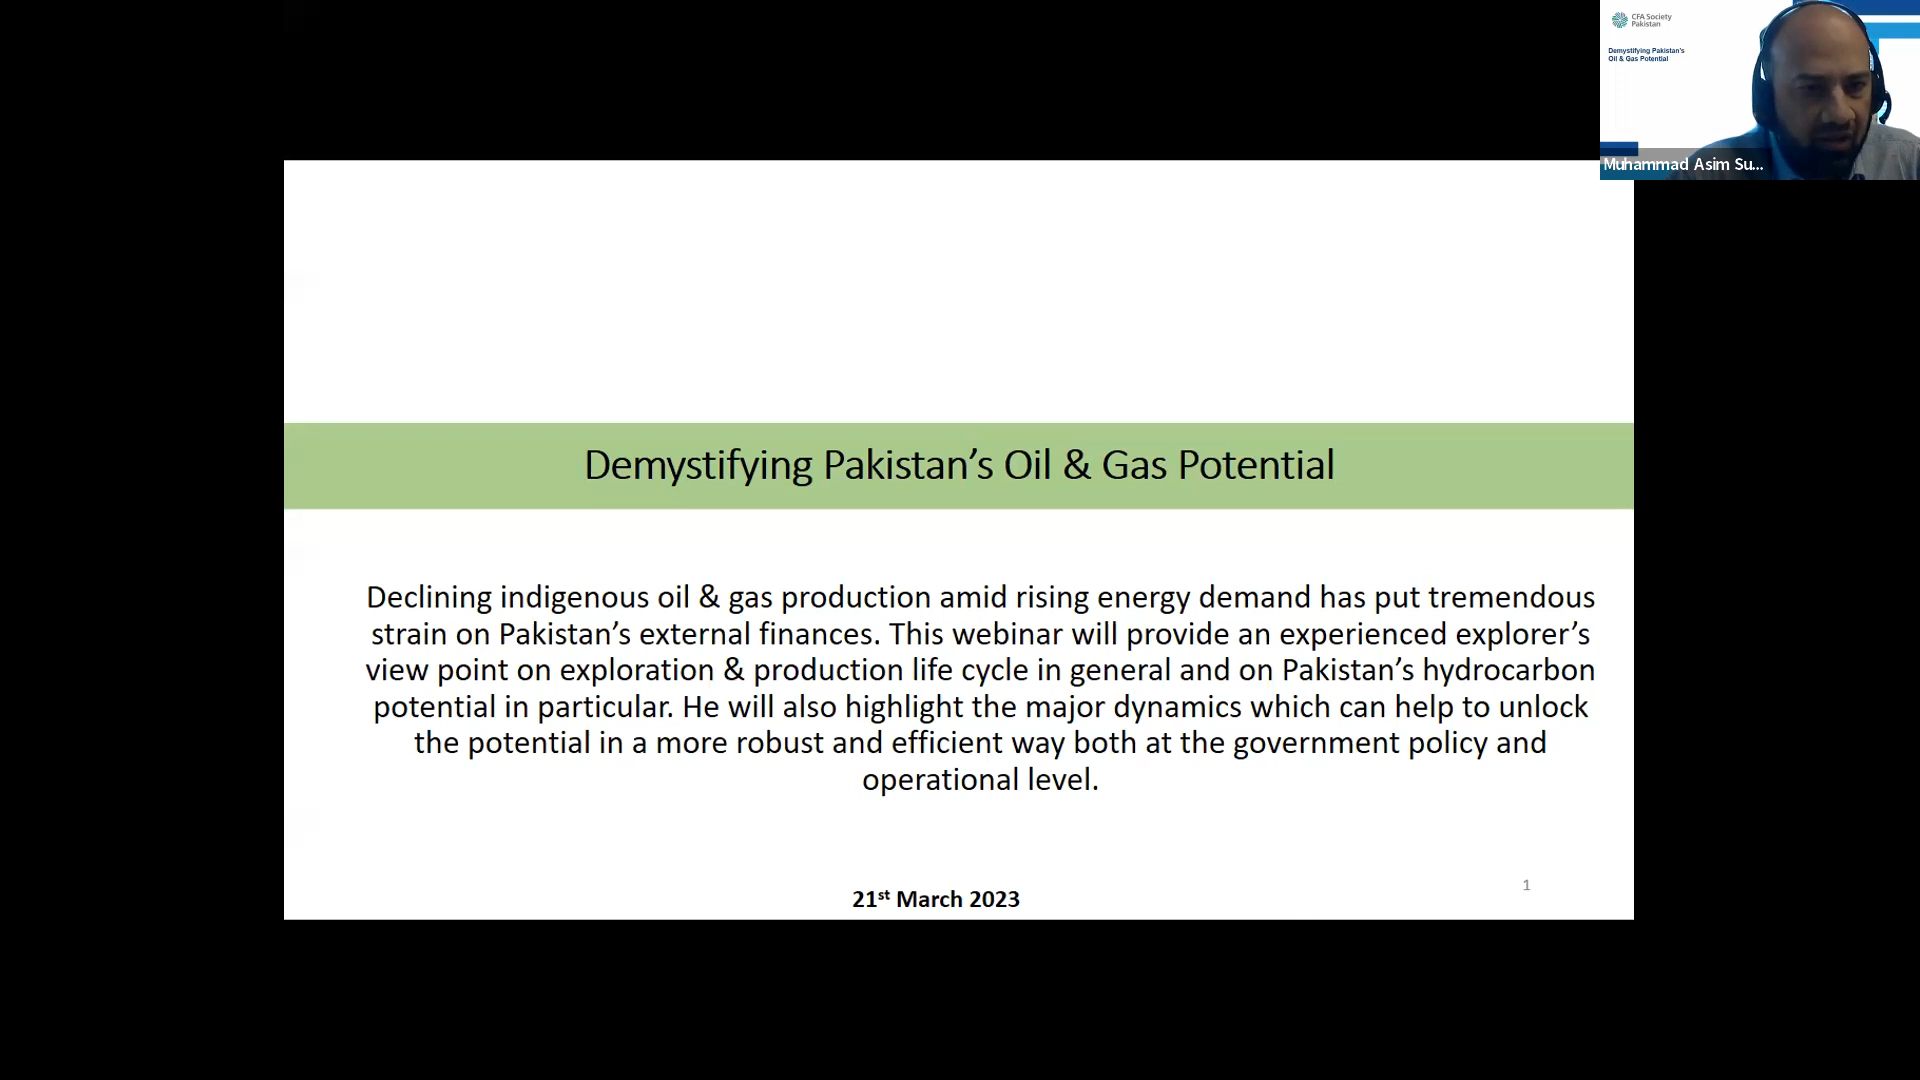 CFA Society
Pakistan
Demystifying Pakistan's
Oil & Gas Potential
Muhammad Asim Su...
Demystifying Pakistan’s Oil & Gas Potential
Declining indigenous oil & gas production amid rising energy demand has put tremendous
strain on Pakistan’s external finances. This webinar will provide an experienced explorer’s
view point on exploration & production life cycle in general and on Pakistan’s hydrocarbon
potential in particular. He will also highlight the major dynamics which can help to unlock
the potential in a more robust and efficient way both at the government policy and
operational level.
1
21st March 2023